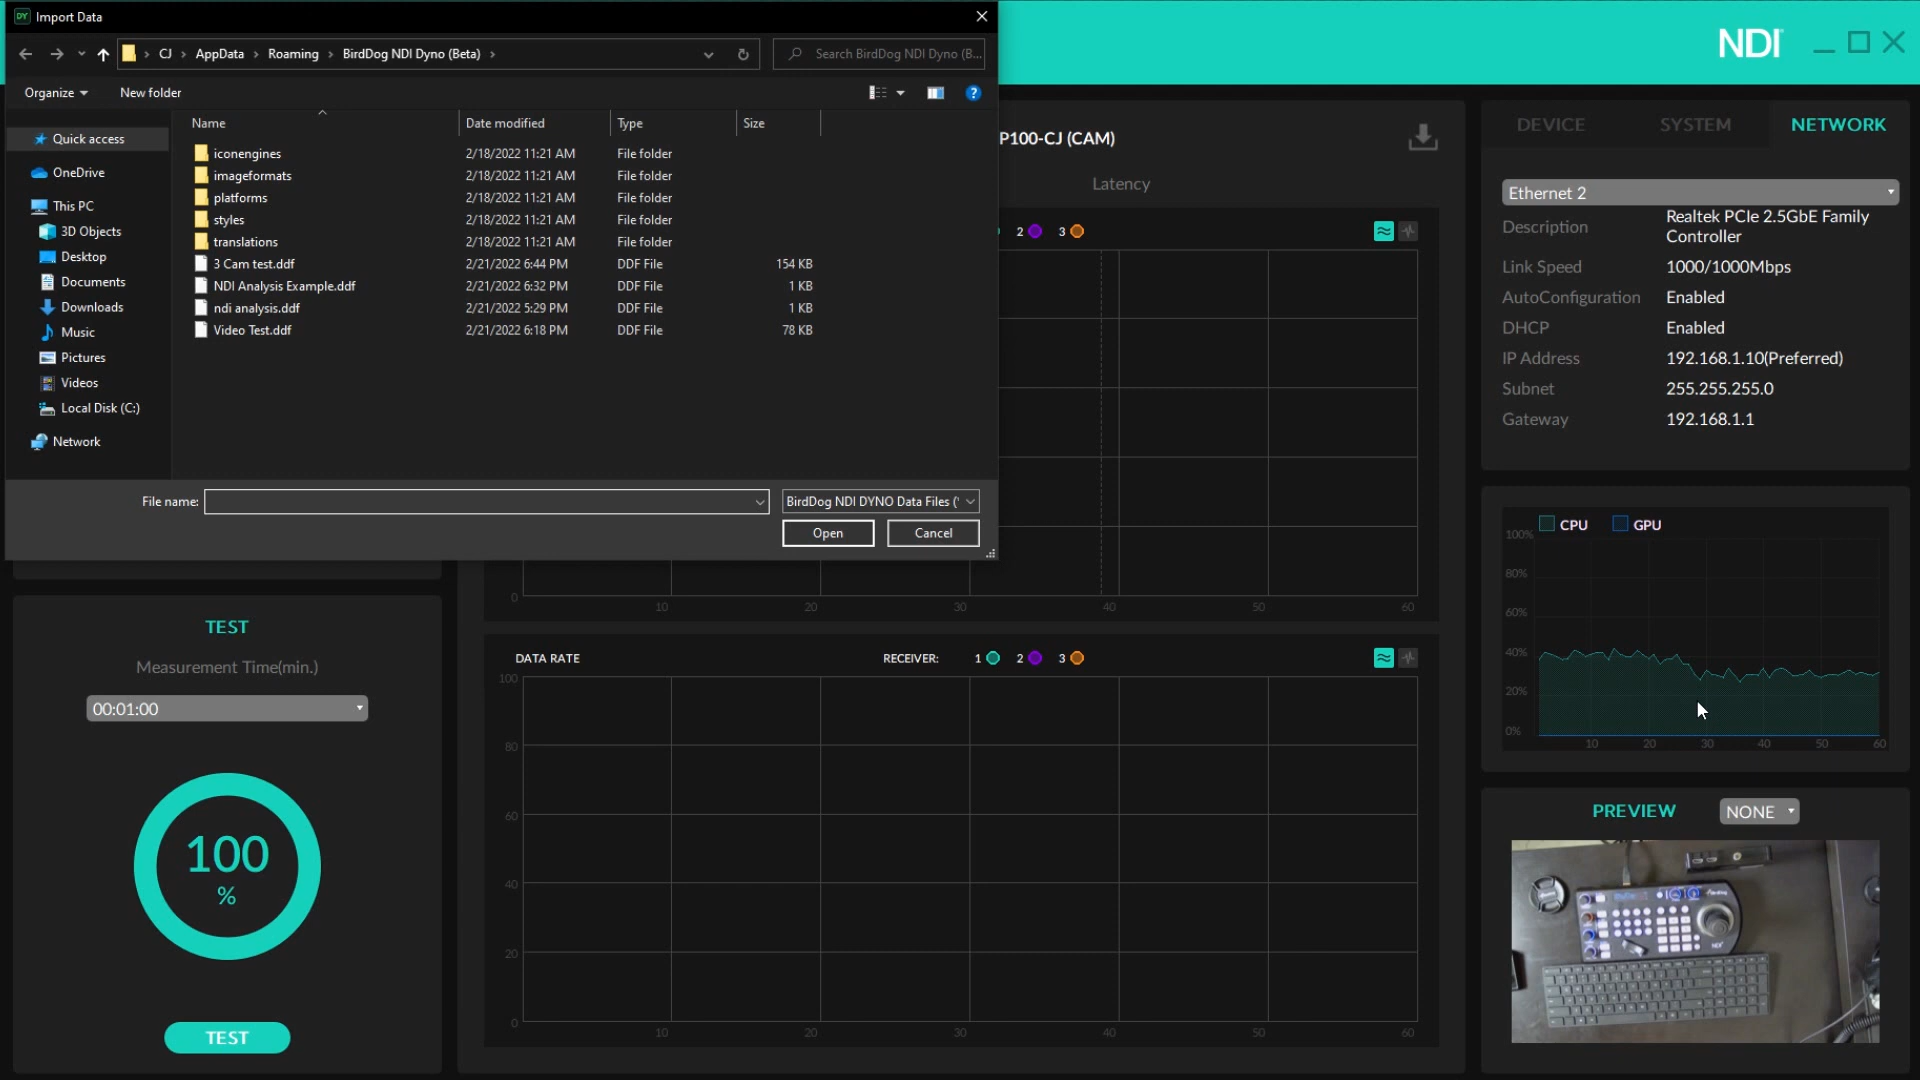 DY Import Data
NDI
CJ > AppData > Roaming > BirdDog NDI Dyno (Beta) >
Search BirdDog NDI Dyno (B...
Organize
New folder
Name
Date modified
Type
Size
Quick access
OneDrive
This PC
3D Objects
Desktop
Documents
Downloads
Music
Pictures
Videos
Local Disk (C:)
Network
iconengines 2/18/2022 11:21 AM File folder
imageformats 2/18/2022 11:21 AM File folder
platforms 2/18/2022 11:21 AM File folder
styles 2/18/2022 11:21 AM File folder
translations 2/18/2022 11:21 AM File folder
3 Cam test.ddf 2/21/2022 6:44 PM DDF File 154 KB
NDI Analysis Example.ddf 2/21/2022 6:32 PM DDF File 1 KB
ndi analysis.ddf 2/21/2022 5:29 PM DDF File 1 KB
Video Test.ddf 2/21/2022 6:18 PM DDF File 78 KB
File name:
BirdDog NDI DYNO Data Files (*
Open
Cancel
P100-CJ (CAM)
Latency
2 3
0
10 20 30 40 50 60
TEST
Measurement Time(min.)
00:01:00
100
%
TEST
DATA RATE
RECEIVER: 1 2 3
100
80
60
40
20
0
10 20 30 40 50 60
DEVICE SYSTEM NETWORK
Ethernet 2
Description Realtek PCIe 2.5GbE Family
Controller
Link Speed 1000/1000Mbps
AutoConfiguration Enabled
DHCP Enabled
IP Address 192.168.1.10(Preferred)
Subnet 255.255.255.0
Gateway 192.168.1.1
CPU GPU
100%
80%
60%
40%
20%
0%
10 20 30 40 50 60
PREVIEW NONE
NDI